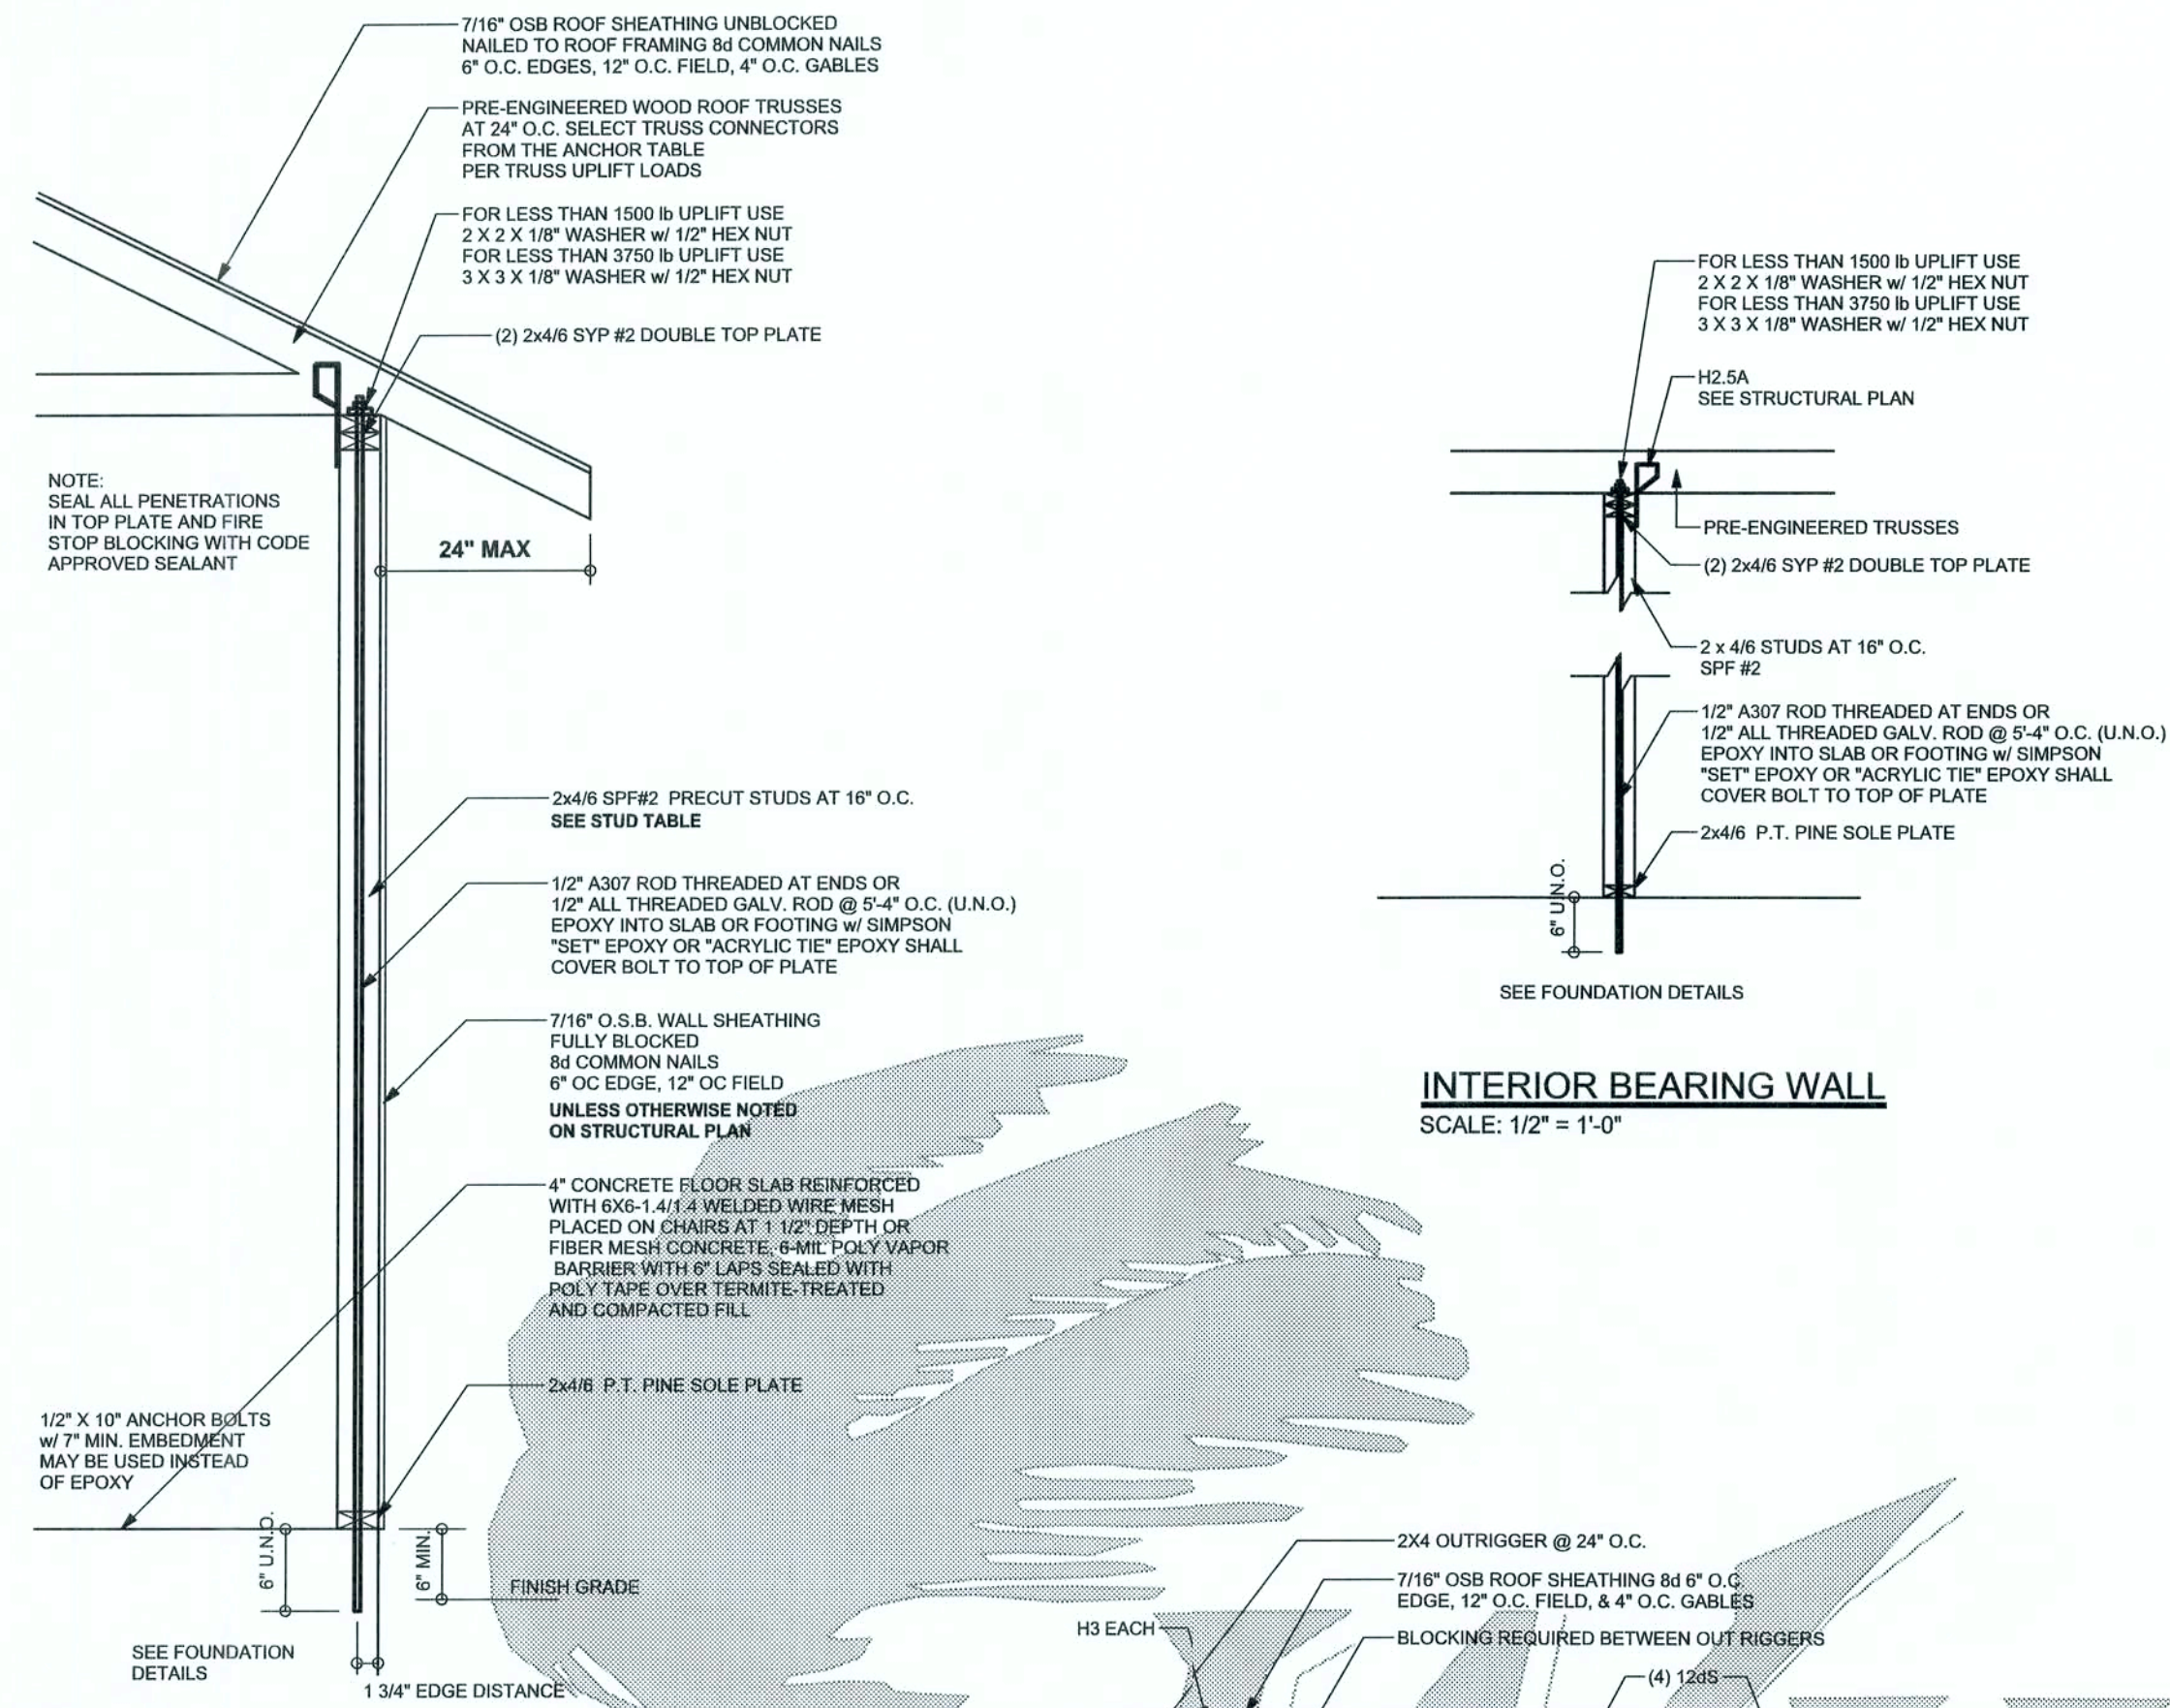 7/16" OSB ROOF SHEATHING UNBLOCKED
NAILED TO ROOF FRAMING 8d COMMON NAILS
6" O.C. EDGES, 12" O.C. FIELD, 4" O.C. GABLES
PRE-ENGINEERED WOOD ROOF TRUSSES
AT 24" O.C. SELECT TRUSS CONNECTORS
FROM THE ANCHOR TABLE
PER TRUSS UPLIFT LOADS
FOR LESS THAN 1500 lb UPLIFT USE
2 X 2 X 1/8" WASHER w/ 1/2" HEX NUT
FOR LESS THAN 3750 lb UPLIFT USE
3 X 3 X 1/8" WASHER w/ 1/2" HEX NUT
(2) 2x4/6 SYP #2 DOUBLE TOP PLATE
NOTE:
SEAL ALL PENETRATIONS
IN TOP PLATE AND FIRE
STOP BLOCKING WITH CODE
APPROVED SEALANT
24" MAX
2x4/6 SPF#2 PRECUT STUDS AT 16" O.C.
SEE STUD TABLE
1/2" A307 ROD THREADED AT ENDS OR
1/2" ALL THREADED GALV. ROD @ 5'-4" O.C. (U.N.O.)
EPOXY INTO SLAB OR FOOTING w/ SIMPSON
"SET" EPOXY OR "ACRYLIC TIE" EPOXY SHALL
COVER BOLT TO TOP OF PLATE
7/16" O.S.B. WALL SHEATHING
FULLY BLOCKED
8d COMMON NAILS
6" OC EDGE, 12" OC FIELD
UNLESS OTHERWISE NOTED
ON STRUCTURAL PLAN
4" CONCRETE FLOOR SLAB REINFORCED
WITH 6X6-1.4/1.4 WELDED WIRE MESH
PLACED ON CHAIRS AT 1 1/2" DEPTH OR
FIBER MESH CONCRETE, 6-MIL POLY VAPOR
BARRIER WITH 6" LAPS SEALED WITH
POLY TAPE OVER TERMITE-TREATED
AND COMPACTED FILL
2x4/6 P.T. PINE SOLE PLATE
1/2" X 10" ANCHOR BOLTS
w/ 7" MIN. EMBEDMENT
MAY BE USED INSTEAD
OF EPOXY
6" U.N.O.
6" MIN.
FINISH GRADE
SEE FOUNDATION
DETAILS
1 3/4" EDGE DISTANCE
FOR LESS THAN 1500 lb UPLIFT USE
2 X 2 X 1/8" WASHER w/ 1/2" HEX NUT
FOR LESS THAN 3750 lb UPLIFT USE
3 X 3 X 1/8" WASHER w/ 1/2" HEX NUT
H2.5A
SEE STRUCTURAL PLAN
PRE-ENGINEERED TRUSSES
(2) 2x4/6 SYP #2 DOUBLE TOP PLATE
2 x 4/6 STUDS AT 16" O.C.
SPF #2
1/2" A307 ROD THREADED AT ENDS OR
1/2" ALL THREADED GALV. ROD @ 5'-4" O.C. (U.N.O.)
EPOXY INTO SLAB OR FOOTING w/ SIMPSON
"SET" EPOXY OR "ACRYLIC TIE" EPOXY SHALL
COVER BOLT TO TOP OF PLATE
2x4/6 P.T. PINE SOLE PLATE
6" U.N.O.
SEE FOUNDATION DETAILS
INTERIOR BEARING WALL
SCALE: 1/2" = 1'-0"
2X4 OUTRIGGER @ 24" O.C.
7/16" OSB ROOF SHEATHING 8d 6" O.C
EDGE, 12" O.C. FIELD, & 4" O.C. GABLES
H3 EACH
BLOCKING REQUIRED BETWEEN OUT RIGGERS
(4) 12dS